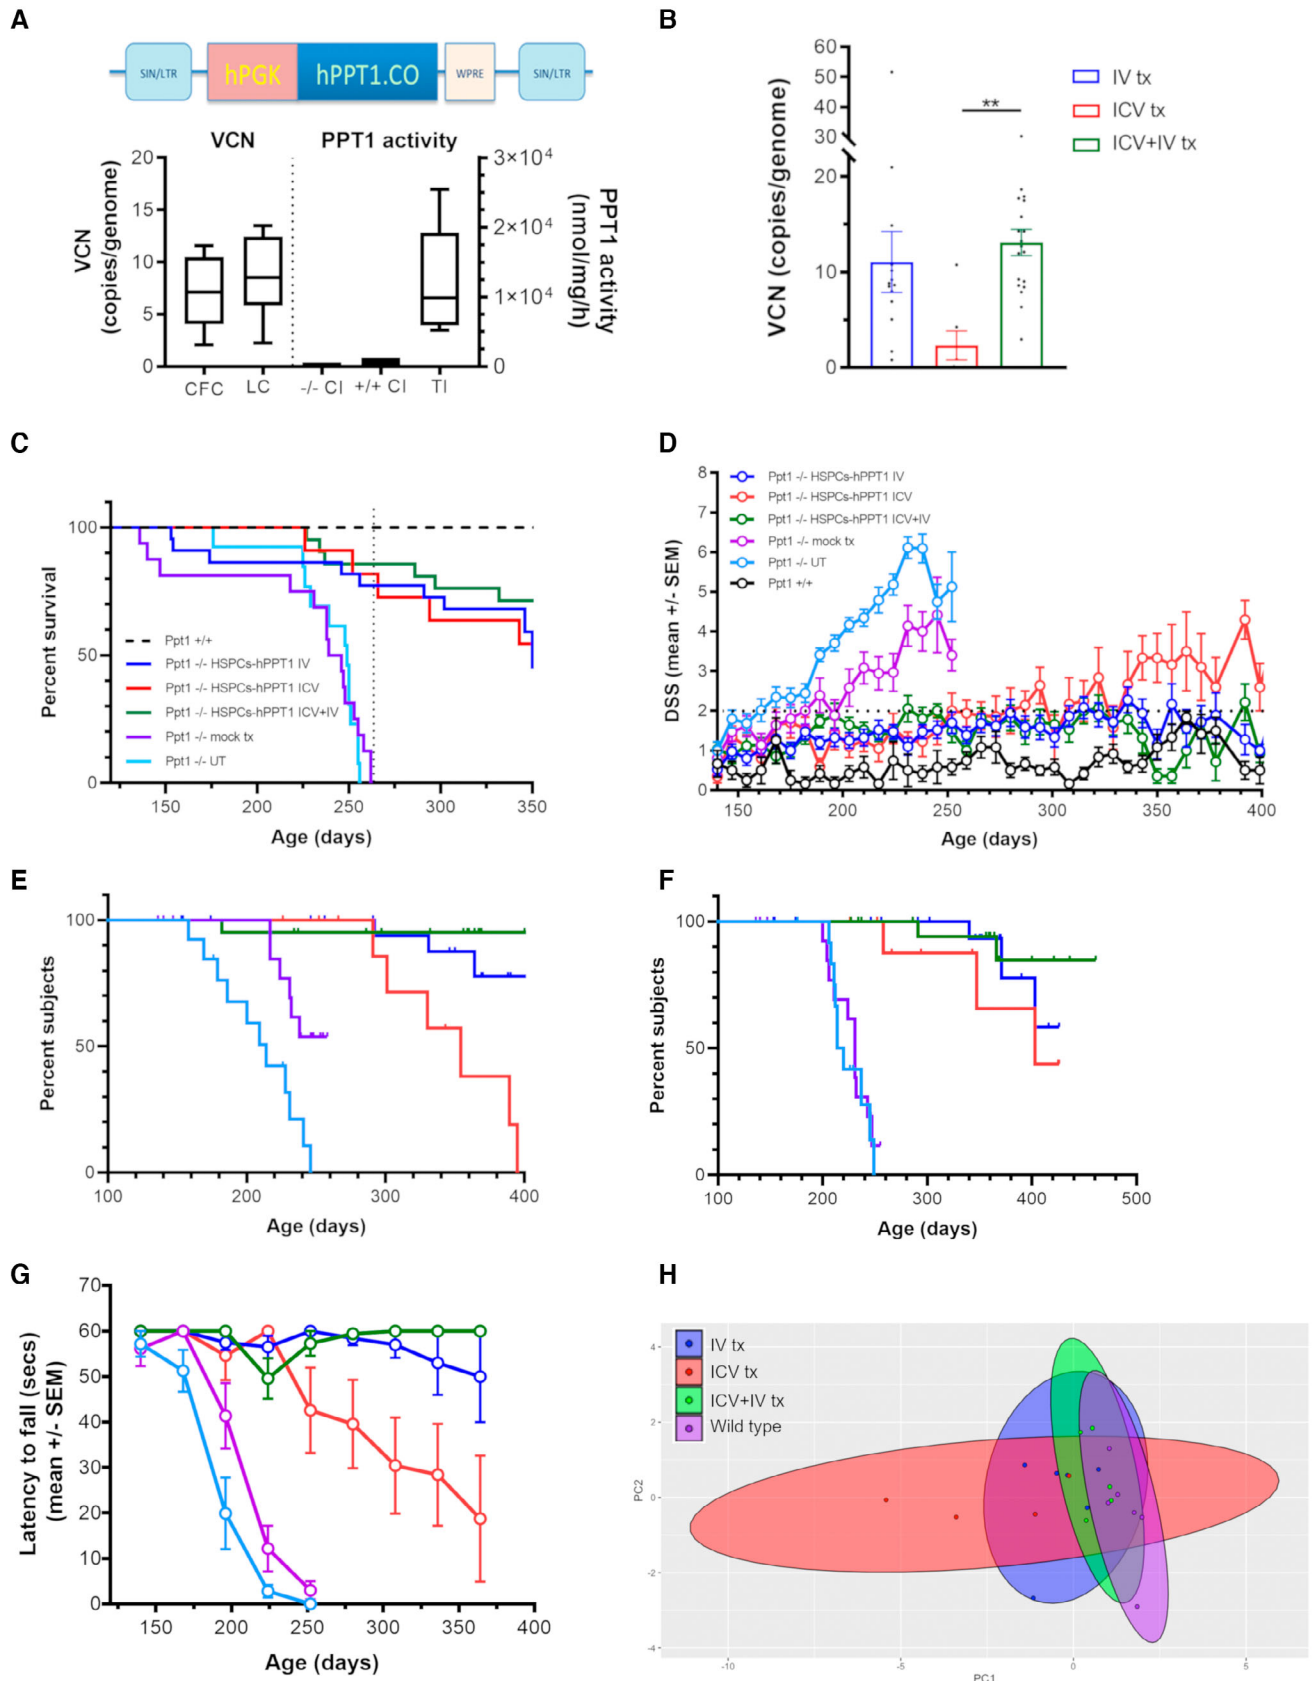 A
SIN/LTR
hPGK
hPPT1.CO
WPRE
SIN/LTR
VCN
PPT1 activity
20
15
10
5
0
VCN
(copies/genome)
3×10⁴
2×10⁴
1×10⁴
0
PPT1 activity
(nmol/mg/h)
CFC
LC
-/- CI
+/+ CI
TI
B
60
50
40
30
20
10
0
VCN (copies/genome)
**
IV tx
ICV tx
ICV+IV tx
C
100
50
0
Percent survival
Ppt1 +/+
Ppt1 -/- HSPCs-hPPT1 IV
Ppt1 -/- HSPCs-hPPT1 ICV
Ppt1 -/- HSPCs-hPPT1 ICV+IV
Ppt1 -/- mock tx
Ppt1 -/- UT
150
200
250
300
350
Age (days)
D
8
7
6
5
4
3
2
1
0
DSS (mean +/- SEM)
Ppt1 -/- HSPCs-hPPT1 IV
Ppt1 -/- HSPCs-hPPT1 ICV
Ppt1 -/- HSPCs-hPPT1 ICV+IV
Ppt1 -/- mock tx
Ppt1 -/- UT
Ppt1 +/+
150
200
250
300
350
400
Age (days)
E
100
50
0
Percent subjects
100
200
300
400
Age (days)
F
100
50
0
Percent subjects
100
200
300
400
500
Age (days)
G
70
60
50
40
30
20
10
0
Latency to fall (secs)
(mean +/- SEM)
150
200
250
300
350
400
Age (days)
H
IV tx
ICV tx
ICV+IV tx
Wild type
4
2
0
-2
-4
PC2
-10
-5
0
5
PC1